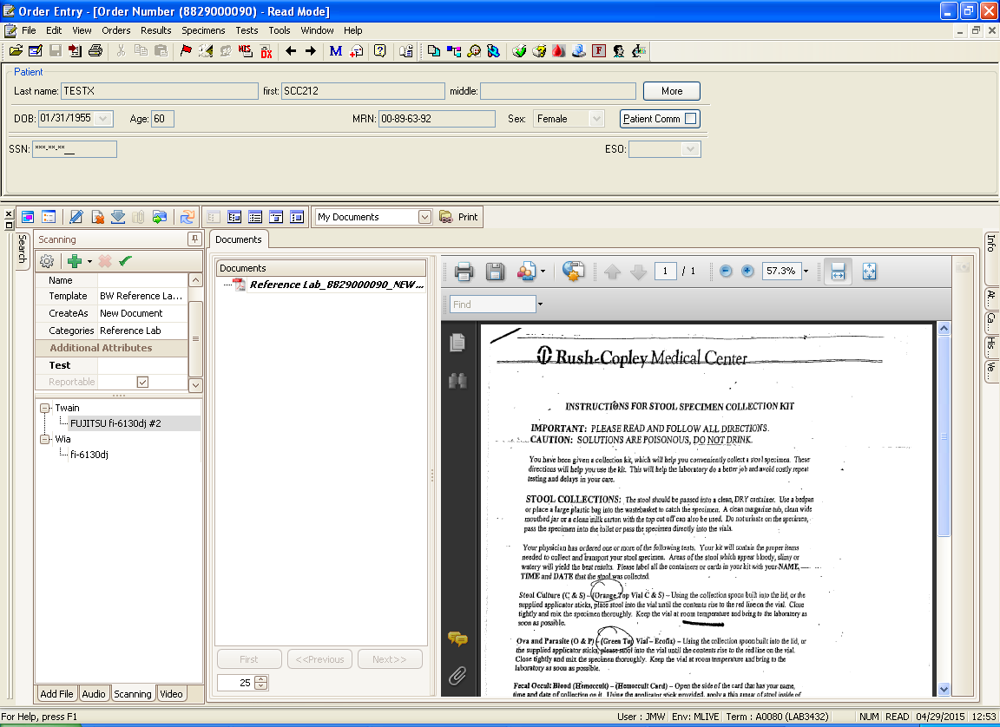 Order Entry - [Order Number (8829000090) - Read Mode]
File Edit View Orders Results Specimens Tests Tools Window Help
HIS DX M F
Patient
Last name: TESTX first: SCC212 middle: More
DOB: 01/31/1955 Age: 60 MRN: 00-89-63-92 Sex: Female Patient Comm
SSN: ***-**-**__ ESO:
My Documents Print
Search
Scanning
Name
Template BW Reference La...
CreateAs New Document
Categories Reference Lab
Additional Attributes
Test
Reportable
Twain
FUJITSU fi-6130dj #2
Wia
fi-6130dj
Add File Audio Scanning Video
Documents
Documents
Reference Lab_8829000090_NEW...
First <<Previous Next>>
25
1 / 1 57.3%
Find
Rush-Copley Medical Center
INSTRUCTIONS FOR STOOL SPECIMEN COLLECTION KIT
IMPORTANT: PLEASE READ AND FOLLOW ALL DIRECTIONS.
CAUTION: SOLUTIONS ARE POISONOUS, DO NOT DRINK.
You have been given a collection kit, which will help you conveniently collect a stool specimen. These
directions will help you use the kit. This will help the laboratory do a better job and avoid costly repeat
testing and delays in your care.
STOOL COLLECTIONS: The stool should be passed into a clean, DRY container. Use a bedpan
or place a large plastic bag into the wastebasket to catch the specimen. A clean margarine tub, clean wide
mouthed jar or a clean milk carton with the top cut off can also be used. Do not urinate on the specimen,
pass the specimen into the toilet or pass the specimen directly into the vials.
Your physician has ordered one or more of the following tests. Your kit will contain the proper items
needed to collect and transport your stool specimen. Areas of the stool which appear bloody, slimy or
watery will yield the best results. Please label all the containers or cards in your kit with your NAME,
TIME and DATE that the stool was collected.
Stool Culture (C & S) – (Orange Top Vial C & S) – Using the collection spoon built into the lid, or the
supplied applicator sticks, place stool into the vial until the contents rise to the red line on the vial. Close
tightly and mix the specimen thoroughly. Keep the vial at room temperature and bring to the laboratory as
soon as possible.
Ova and Parasite (O & P) – (Green Top Vial – Ecofix) – Using the collection spoon built into the lid, or
the supplied applicator sticks, please stool into the vial until the contents rise to the red line on the vial.
Close tightly and mix the specimen thoroughly. Keep the vial at room temperature and bring to the
laboratory as soon as possible.
Fecal Occult Blood (Hemoccult) – (Hemoccult Card) – Open the side of the card that has your name,
time and date of collection on it. Using the applicator stick provided, apply a thin smear of stool inside of
Info
At...
Ca...
His...
Ve...
For Help, press F1 User : JMW Env: MLIVE Term : A0080 (LAB3432) NUM READ 04/29/2015 12:53